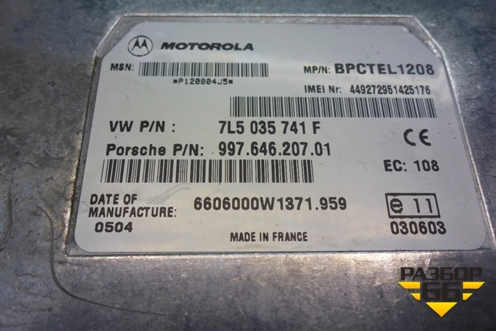 MOTOROLA
MSN:
*P120804J5*
MP/N: BPCTEL1208
IMEI Nr: 449272951425176
VW P/N : 7L5 035 741 F
Porsche P/N: 997.646.207.01
EC: 108
DATE OF MANUFACTURE: 6606000W1371.959
0504
e 11
030603
MADE IN FRANCE
РАЗБОР
66